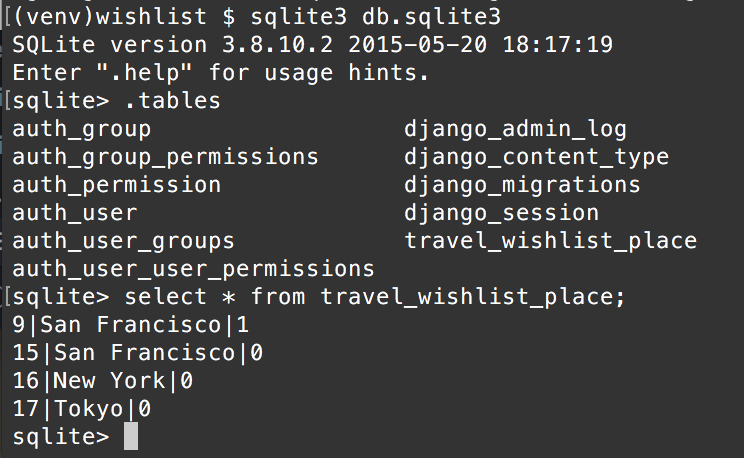 [(venv)wishlist $ sqlite3 db.sqlite3
SQLite version 3.8.10.2 2015-05-20 18:17:19
Enter ".help" for usage hints.
[sqlite> .tables
auth_group                   django_admin_log
auth_group_permissions       django_content_type
auth_permission              django_migrations
auth_user                    django_session
auth_user_groups             travel_wishlist_place
auth_user_user_permissions
[sqlite> select * from travel_wishlist_place;
9|San Francisco|1
15|San Francisco|0
16|New York|0
17|Tokyo|0
sqlite>